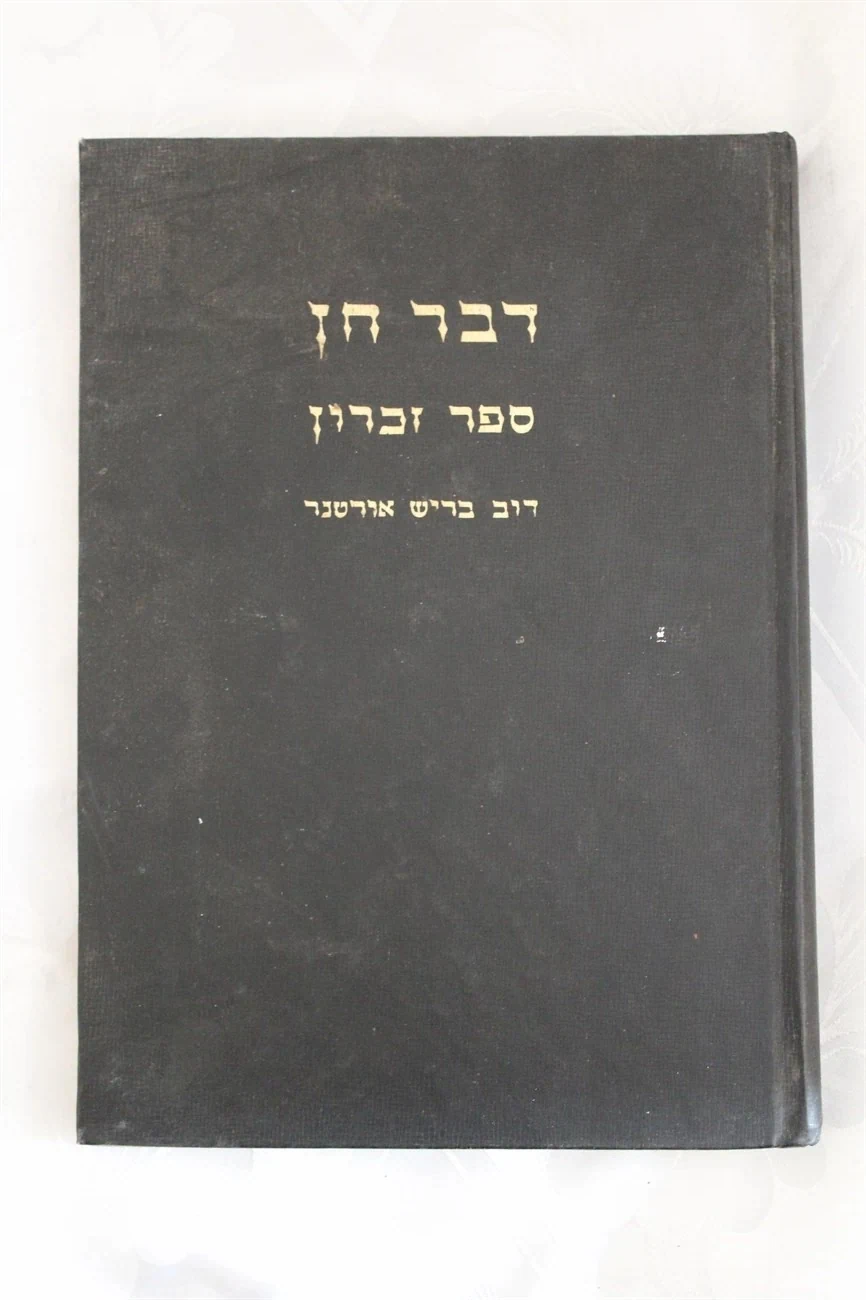 דבר חן
ספר זכרון
דוב בריש אורטנר